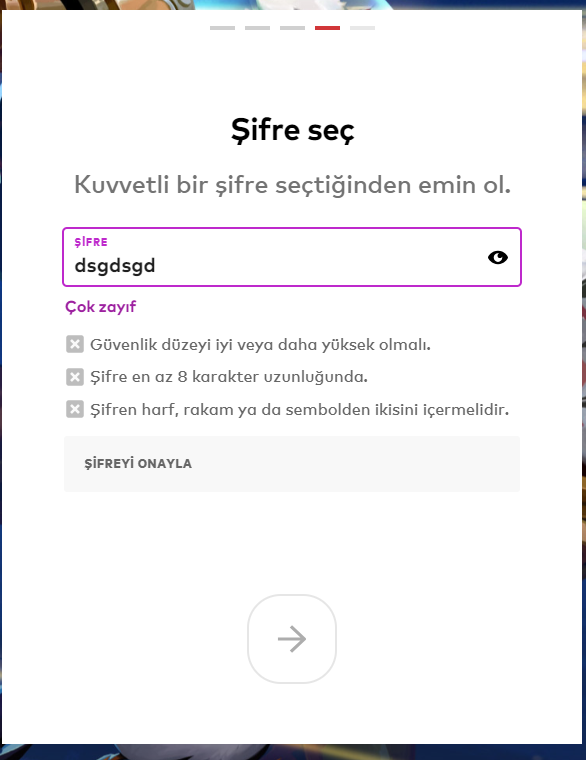 Şifre seç
Kuvvetli bir şifre seçtiğinden emin ol.
ŞİFRE
dsgdsgd
Çok zayıf
Güvenlik düzeyi iyi veya daha yüksek olmalı.
Şifre en az 8 karakter uzunluğunda.
Şifren harf, rakam ya da sembolden ikisini içermelidir.
ŞİFREYİ ONAYLA